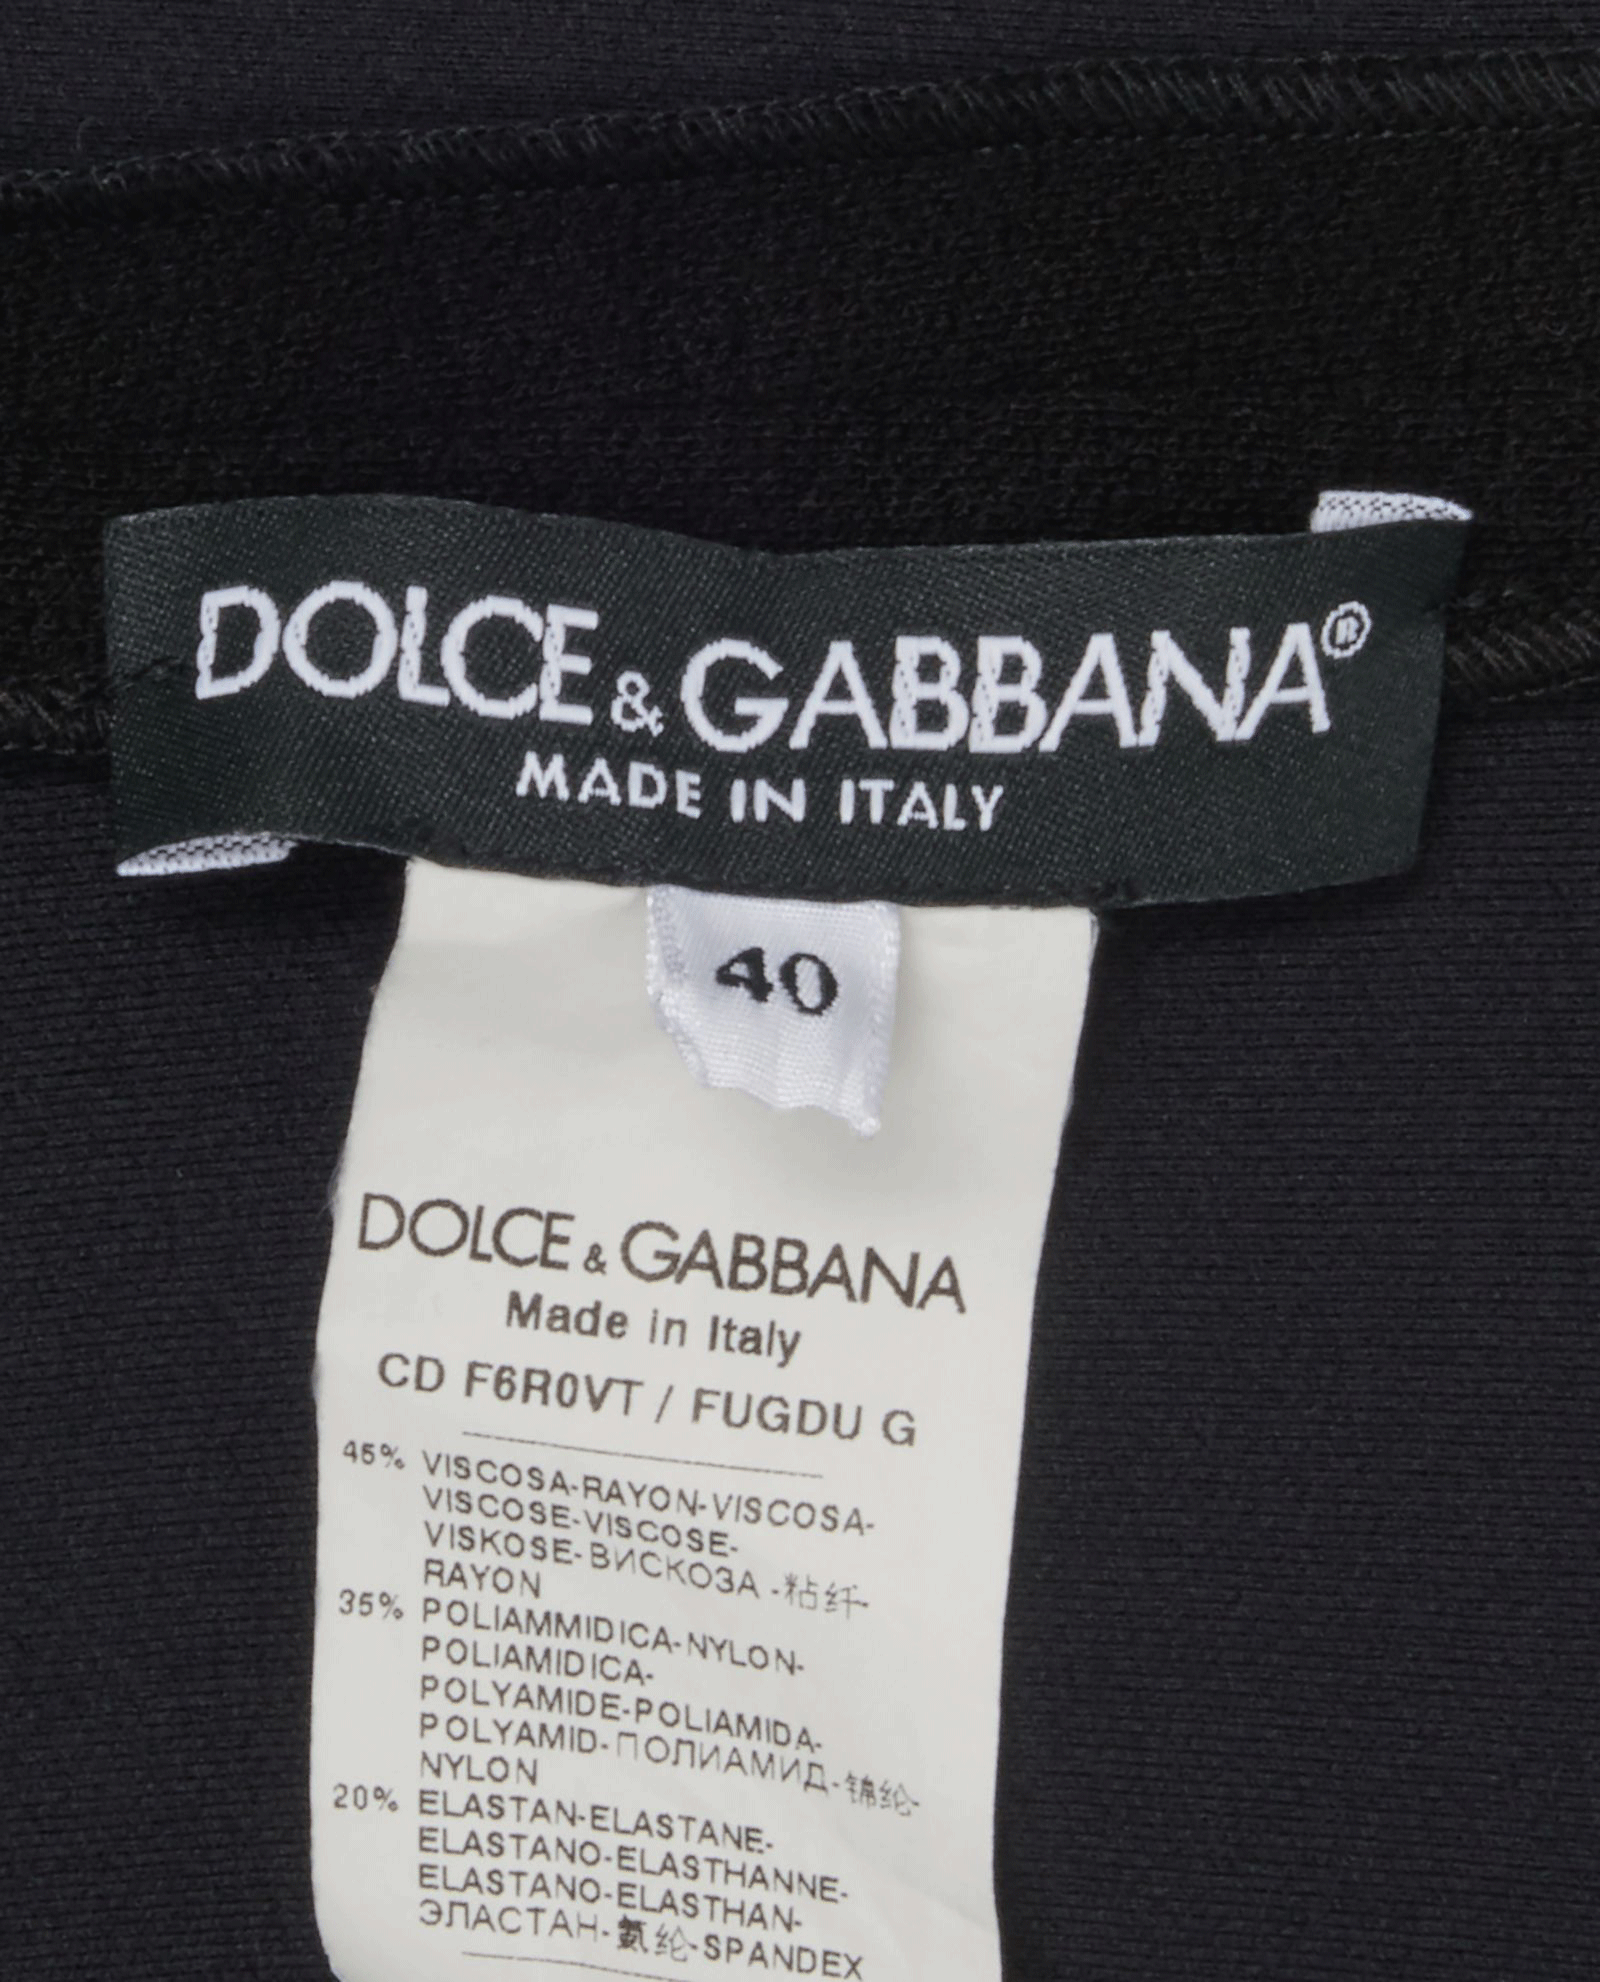 DOLCE & GABBANA®
MADE IN ITALY
40
DOLCE & GABBANA
Made in Italy
CD F6R0VT / FUGDU G
45% VISCOSA-RAYON-VISCOSA-
VISCOSE-VISCOSE-
VISKOSE-ВИСКОЗА-粘纤-
RAYON
35% POLIAMMIDICA-NYLON-
POLIAMIDICA-
POLYAMIDE-POLIAMIDA-
POLYAMID-ПОЛИАМИД-锦纶-
NYLON
20% ELASTAN-ELASTANE-
ELASTANO-ELASTHANNE-
ELASTANO-ELASTHAN-
ЭЛАСТАН-氨纶-SPANDEX